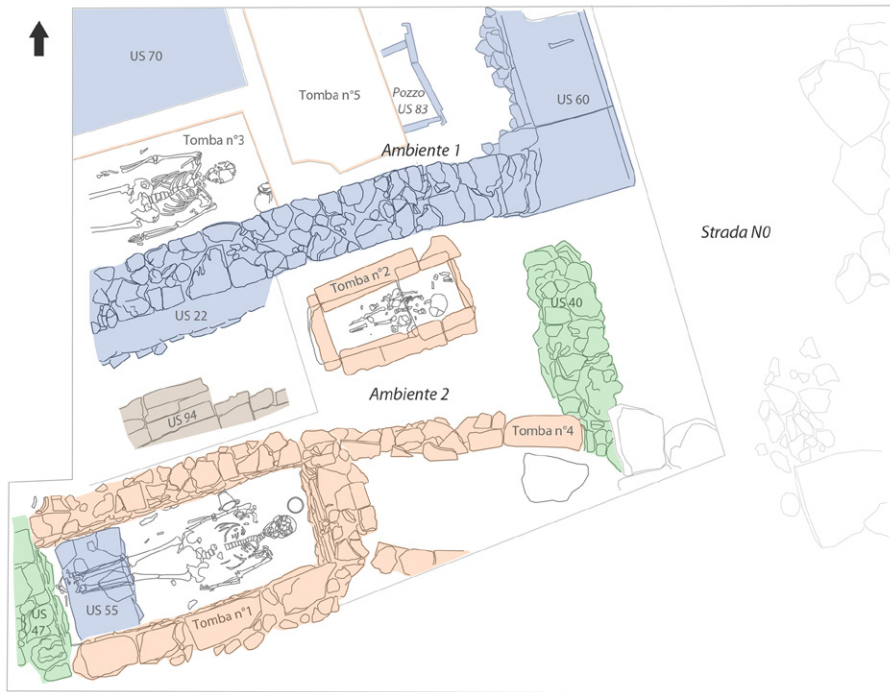 US 70
Tomba n°5
Pozzo
US 83
US 60
Tomba n°3
Ambiente 1
Strada N0
Tomba n°2
US 40
US 22
Ambiente 2
US 94
Tomba n°4
US
47
US 55
Tomba n°1